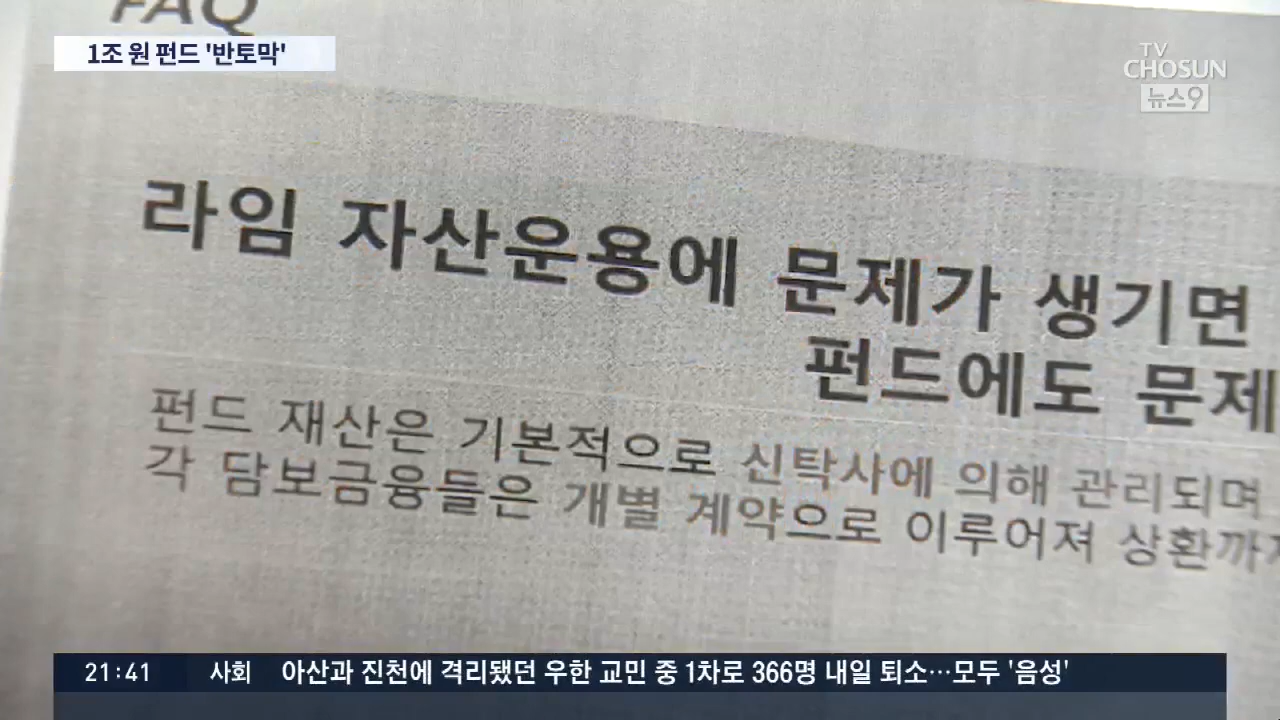 FAQ
1조 원 펀드 '반토막'
TV
CHOSUN
뉴스9
라임 자산운용에 문제가 생기면
펀드에도 문제
펀드 재산은 기본적으로 신탁사에 의해 관리되며
각 담보금융들은 개별 계약으로 이루어져 상환까지
21:41 사회 아산과 진천에 격리됐던 우한 교민 중 1차로 366명 내일 퇴소…모두 '음성'